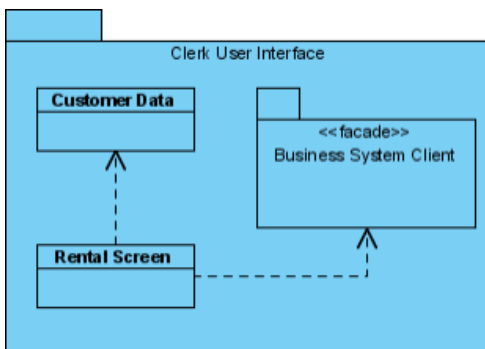 Clerk User Interface
Customer Data
<<facade>>
Business System Client
Rental Screen